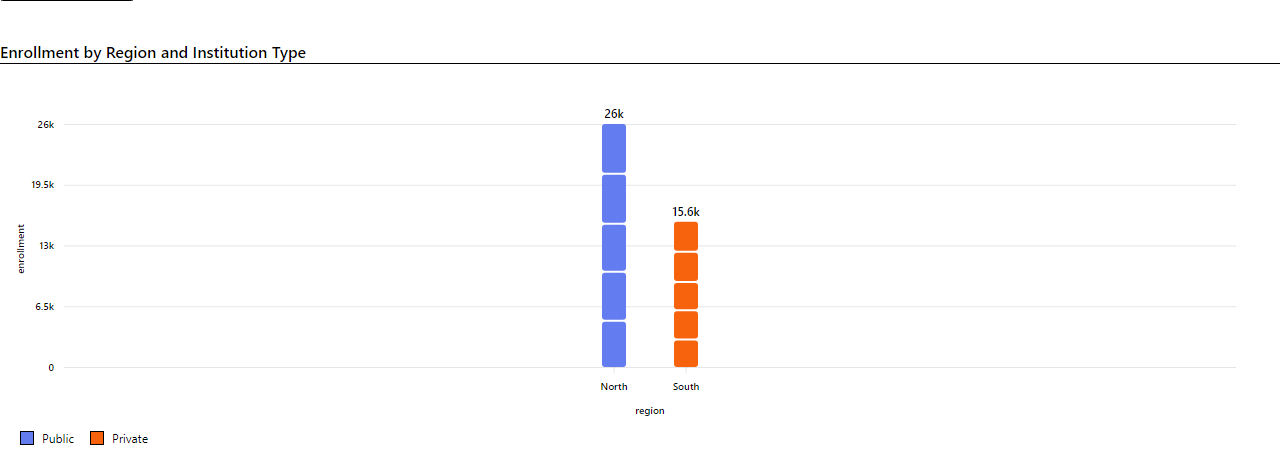 Enrollment by Region and Institution Type
26k
26k
19.5k
15.6k
13k
enrollment
6.5k
0
North South
region
Public Private